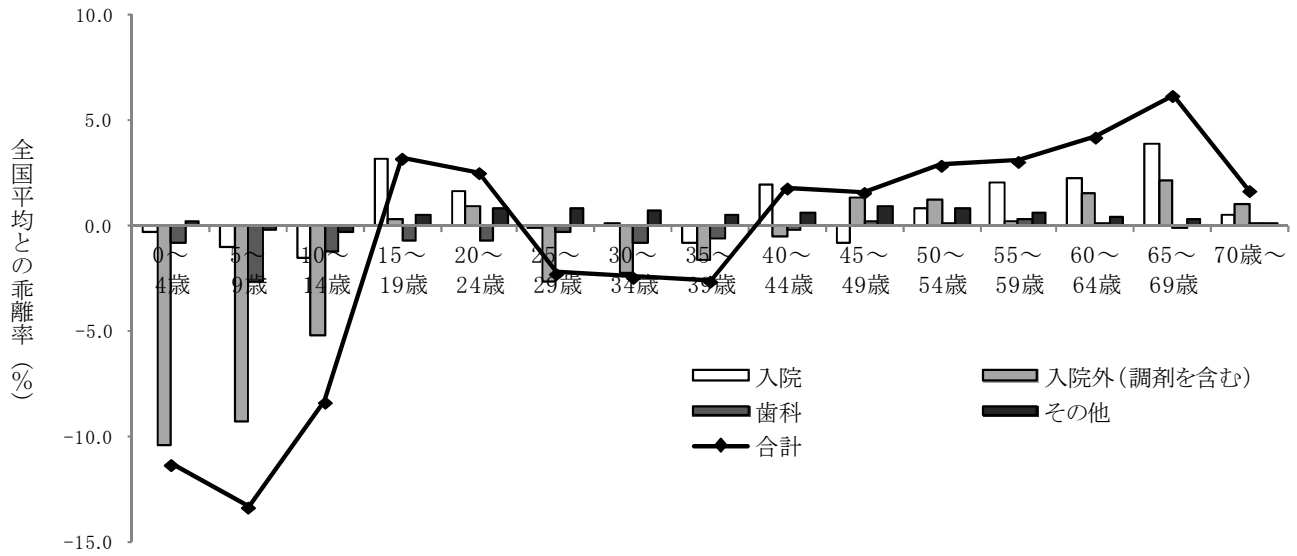 全国平均との乖離率(%)
10.0
5.0
0.0
-5.0
-10.0
-15.0
0～4歳
5～9歳
10～14歳
15～19歳
20～24歳
25～29歳
30～34歳
35～39歳
40～44歳
45～49歳
50～54歳
55～59歳
60～64歳
65～69歳
70歳～
入院
入院外(調剤を含む)
歯科
その他
合計